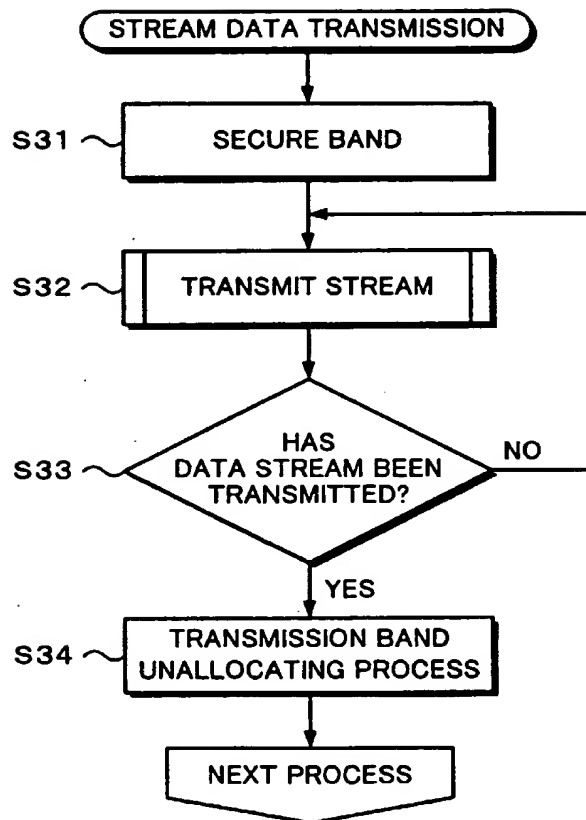 STREAM DATA TRANSMISSION
S31
SECURE BAND
S32
TRANSMIT STREAM
S33
HAS
DATA STREAM BEEN
TRANSMITTED?
NO
YES
S34
TRANSMISSION BAND
UNALLOCATING PROCESS
NEXT PROCESS